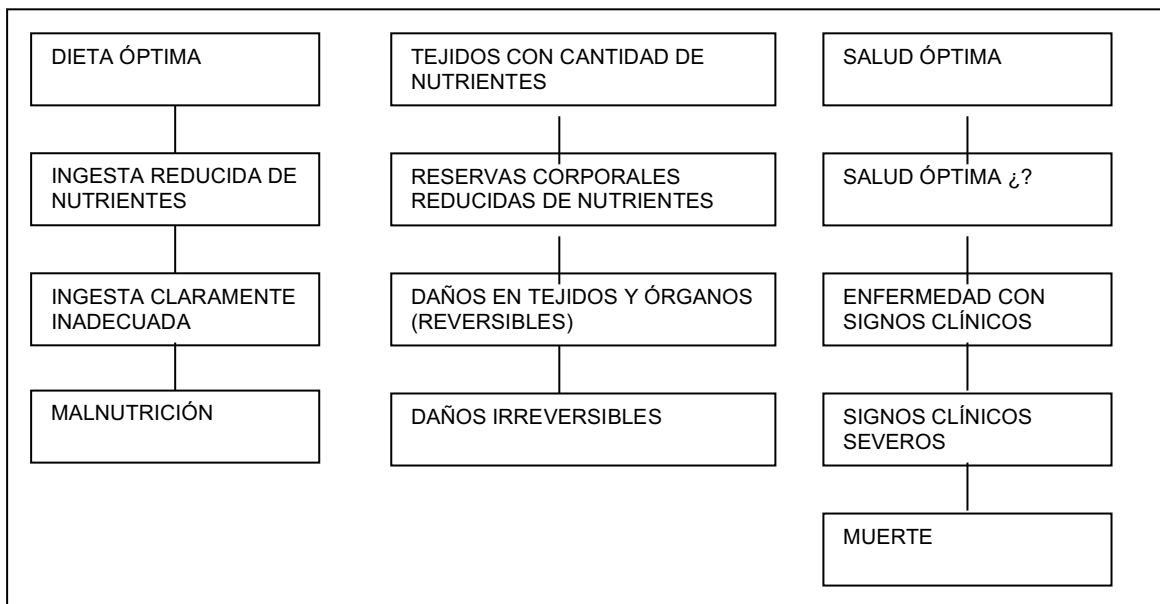 DIETA ÓPTIMA
INGESTA REDUCIDA DE
NUTRIENTES
INGESTA CLARAMENTE
INADECUADA
MALNUTRICIÓN
TEJIDOS CON CANTIDAD DE
NUTRIENTES
RESERVAS CORPORALES
REDUCIDAS DE NUTRIENTES
DAÑOS EN TEJIDOS Y ÓRGANOS
(REVERSIBLES)
DAÑOS IRREVERSIBLES
SALUD ÓPTIMA
SALUD ÓPTIMA ¿?
ENFERMEDAD CON
SIGNOS CLÍNICOS
SIGNOS CLÍNICOS
SEVEROS
MUERTE